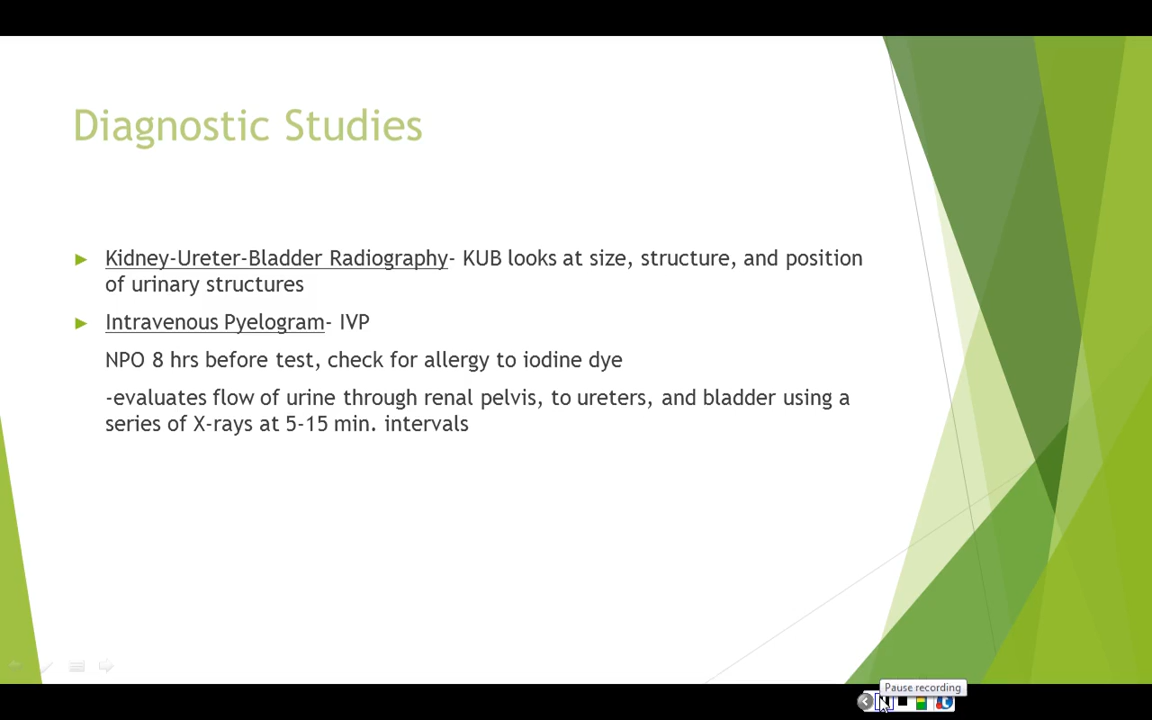 Diagnostic Studies
Kidney-Ureter-Bladder Radiography- KUB looks at size, structure, and position
of urinary structures
Intravenous Pyelogram- IVP
NPO 8 hrs before test, check for allergy to iodine dye
-evaluates flow of urine through renal pelvis, to ureters, and bladder using a
series of X-rays at 5-15 min. intervals
Pause recording